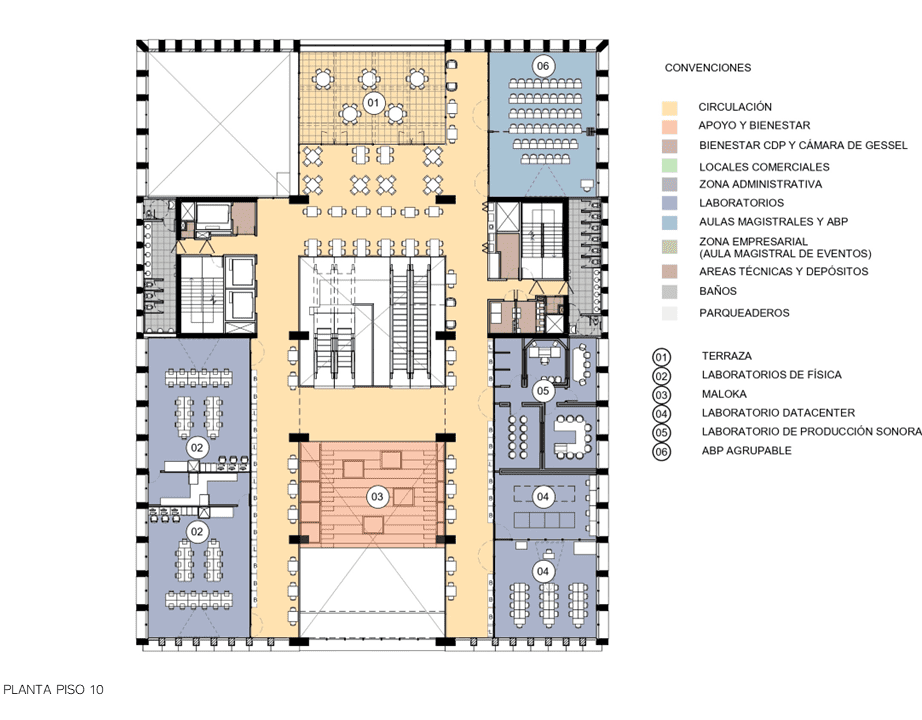 06
01
CONVENCIONES
CIRCULACIÓN
APOYO Y BIENESTAR
BIENESTAR CDP Y CÁMARA DE GESSEL
LOCALES COMERCIALES
ZONA ADMINISTRATIVA
LABORATORIOS
AULAS MAGISTRALES Y ABP
ZONA EMPRESARIAL
(AULA MAGISTRAL DE EVENTOS)
AREAS TÉCNICAS Y DEPÓSITOS
BAÑOS
PARQUEADEROS
01 TERRAZA
02 LABORATORIOS DE FÍSICA
03 MALOKA
04 LABORATORIO DATACENTER
05 LABORATORIO DE PRODUCCIÓN SONORA
06 ABP AGRUPABLE
05
02
03
04
02
04
PLANTA PISO 10